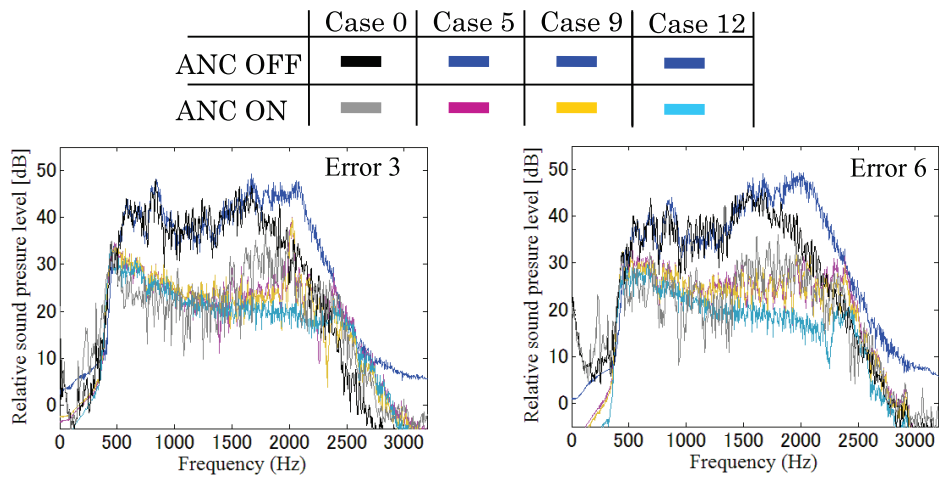 Case 0 Case 5 Case 9 Case 12
ANC OFF
ANC ON
Error 3
Relative sound presure level [dB]
50
40
30
20
10
0
0 500 1000 1500 2000 2500 3000
Frequency (Hz)
Error 6
Relative sound presure level [dB]
50
40
30
20
10
0
0 500 1000 1500 2000 2500 3000
Frequency (Hz)